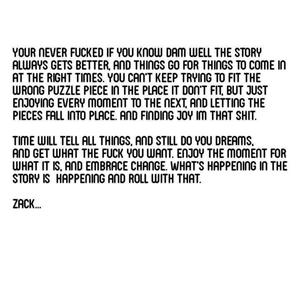 YOUR NEVER FUCKED IF YOU KNOW DAM WELL THE STORY
ALWAYS GETS BETTER, AND THINGS GO FOR THINGS TO COME IN
AT THE RIGHT TIMES. YOU CAN'T KEEP TRYING TO FIT THE
WRONG PUZZLE PIECE IN THE PLACE IT DON'T FIT, BUT JUST
ENJOYING EVERY MOMENT TO THE NEXT, AND LETTING THE
PIECES FALL INTO PLACE. AND FINDING JOY IM THAT SHIT.
TIME WILL TELL ALL THINGS, AND STILL DO YOU DREAMS,
AND GET WHAT THE FUCK YOU WANT. ENJOY THE MOMENT FOR
WHAT IT IS, AND EMBRACE CHANGE. WHAT'S HAPPENING IN THE
STORY IS HAPPENING AND ROLL WITH THAT.
ZACK...